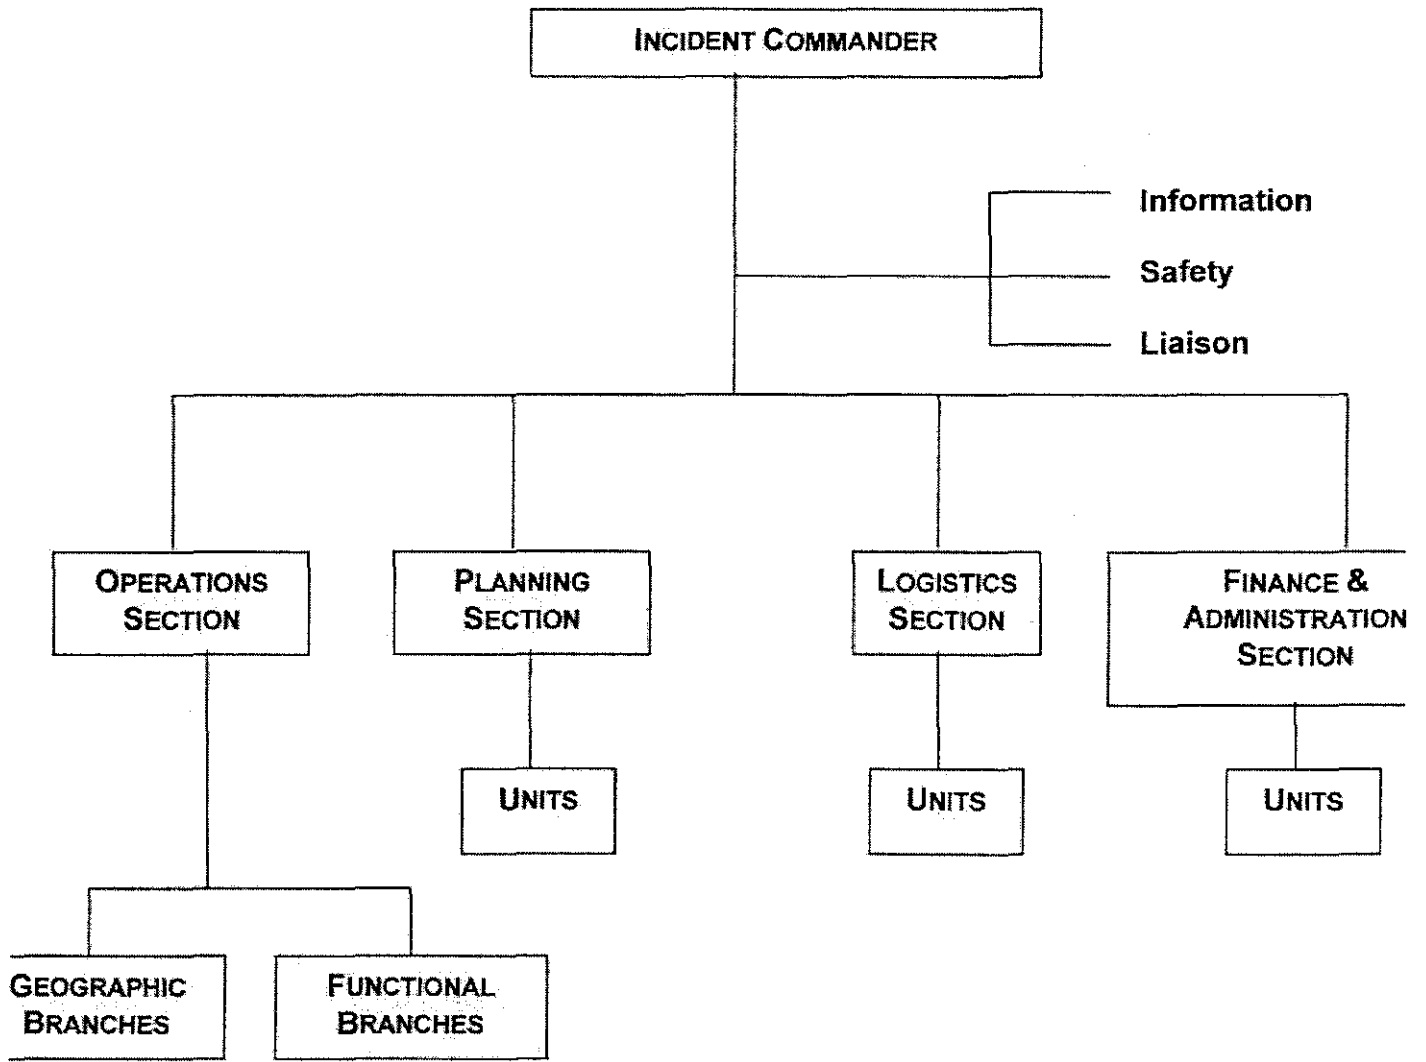 INCIDENT COMMANDER
Information
Safety
Liaison
OPERATIONS
SECTION
PLANNING
SECTION
LOGISTICS
SECTION
FINANCE &
ADMINISTRATION
SECTION
UNITS
UNITS
UNITS
GEOGRAPHIC
BRANCHES
FUNCTIONAL
BRANCHES